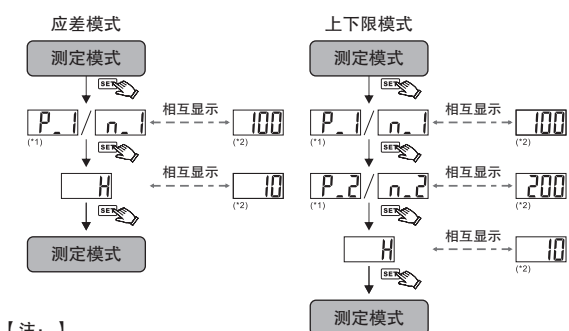 应差模式
测定模式
SET
P_1 / n_1 相互显示 100
(*1) (*2)
SET
H 相互显示 10
(*2)
SET
测定模式
上下限模式
测定模式
SET
P_1 / n_1 相互显示 100
(*1) (*2)
SET
P_2 / n_2 相互显示 200
(*1) (*2)
SET
H 相互显示 10
(*2)
SET
测定模式
【注：】